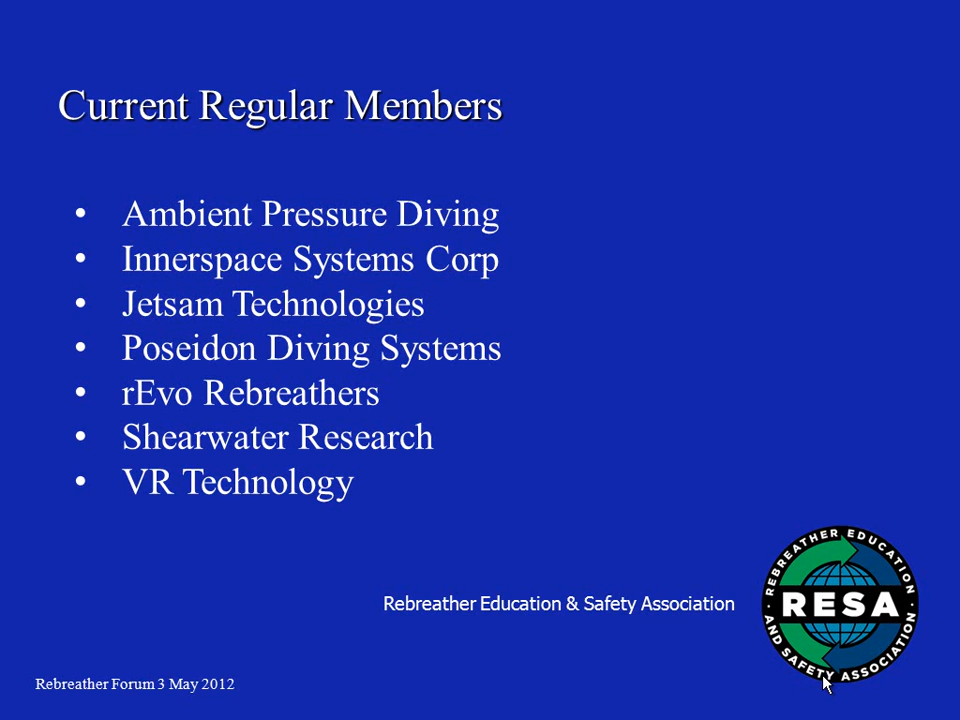 Current Regular Members
• Ambient Pressure Diving
• Innerspace Systems Corp
• Jetsam Technologies
• Poseidon Diving Systems
• rEvo Rebreathers
• Shearwater Research
• VR Technology
Rebreather Education & Safety Association
REBREATHER EDUCATION
RESA
· AND SAFETY ASSOCIATION ·
Rebreather Forum 3 May 2012